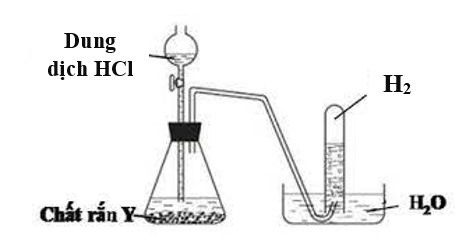 Dung
dịch HCl
H₂
Chất rắn Y
H₂O